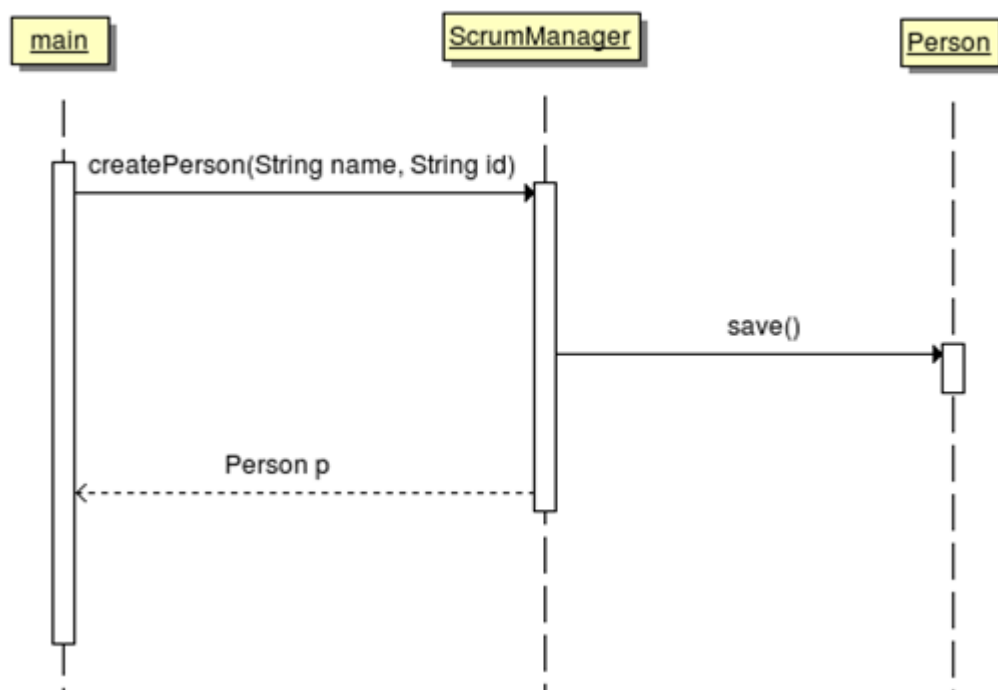 main
ScrumManager
Person
createPerson(String name, String id)
save()
Person p